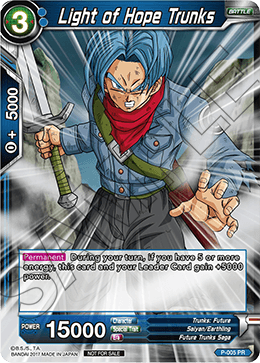 3
Light of Hope Trunks
BATTLE
+ 5000
Permanent During your turn, if you have 5 or more
energy, this card and your Leader Card gain +5000
power.
POWER 15000
Character Trunks: Future
Special Trait Saiyan/Earthling
Era Future Trunks Saga
P-005 PR
BANDAI 2017 MADE IN JAPAN
NOT FOR SALE